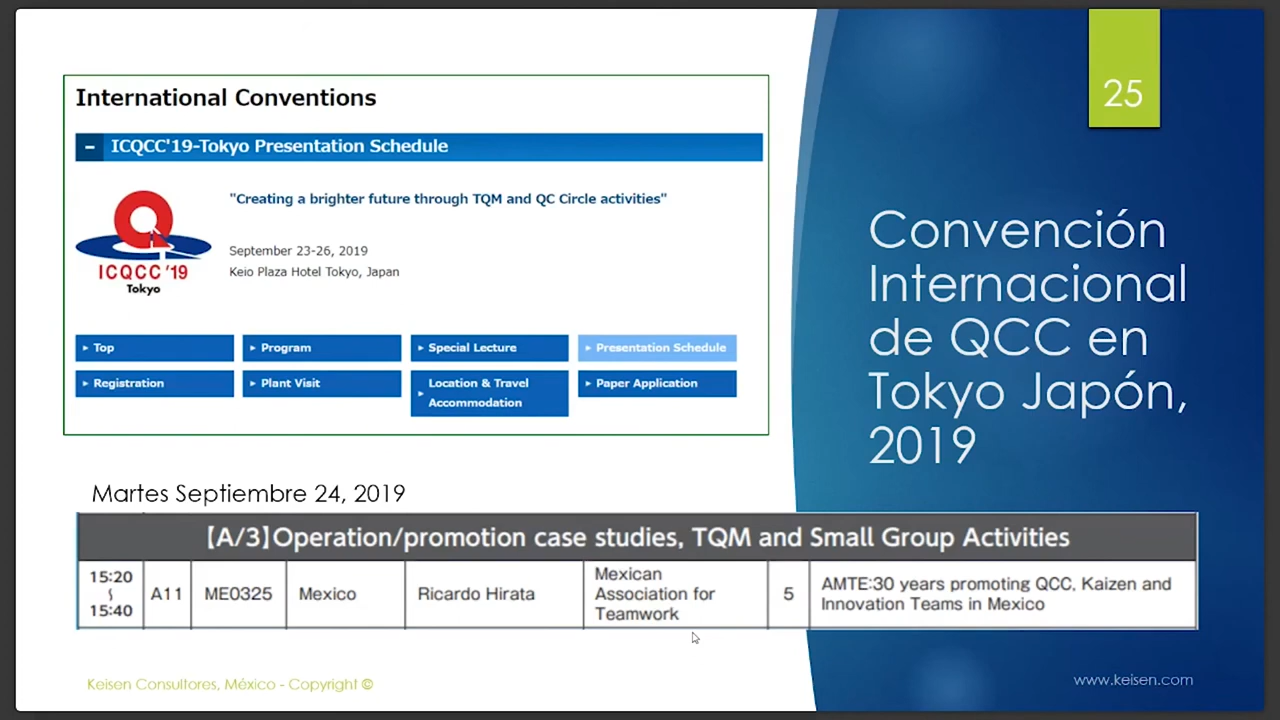 25
International Conventions
ICQCC'19-Tokyo Presentation Schedule
"Creating a brighter future through TQM and QC Circle activities"
Q
ICQCC '19
Tokyo
September 23-26, 2019
Keio Plaza Hotel Tokyo, Japan
Top
Program
Special Lecture
Presentation Schedule
Registration
Plant Visit
Location & Travel
Accommodation
Paper Application
Convención
Internacional
de QCC en
Tokyo Japón,
2019
Martes Septiembre 24, 2019
【A/3】Operation/promotion case studies, TQM and Small Group Activities
15:20
~
15:40
A11
ME0325
Mexico
Ricardo Hirata
Mexican
Association for
Teamwork
5
AMTE:30 years promoting QCC, Kaizen and
Innovation Teams in Mexico
Keisen Consultores, México - Copyright ©
www.keisen.com